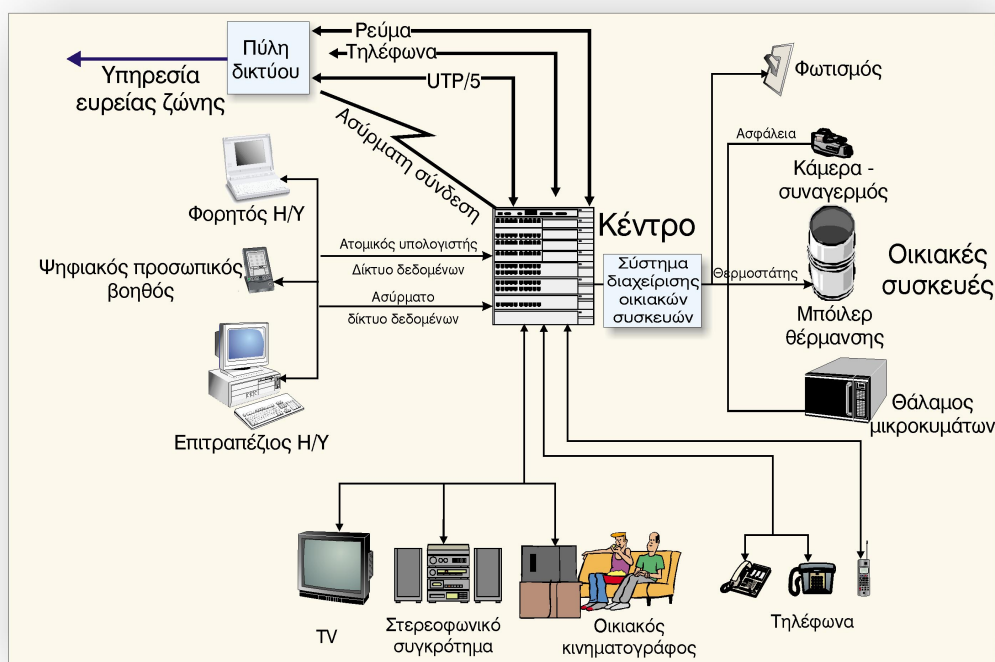 Πύλη
δικτύου
Ρεύμα
Τηλέφωνα
UTP/5
Υπηρεσία
ευρείας ζώνης
Ασύρματη σύνδεση
Φορητός Η/Υ
Ψηφιακός προσωπικός
βοηθός
Επιτραπέζιος Η/Υ
Ατομικός υπολογιστής
Δίκτυο δεδομένων
Ασύρματο
δίκτυο δεδομένων
Κέντρο
Σύστημα
διαχείρισης
οικιακών
συσκευών
Φωτισμός
Ασφάλεια
Κάμερα -
συναγερμός
Θερμοστάτης
Μπόιλερ
θέρμανσης
Οικιακές
συσκευές
Θάλαμος
μικροκυμάτων
TV
Στερεοφωνικό
συγκρότημα
Οικιακός
κινηματογράφος
Τηλέφωνα